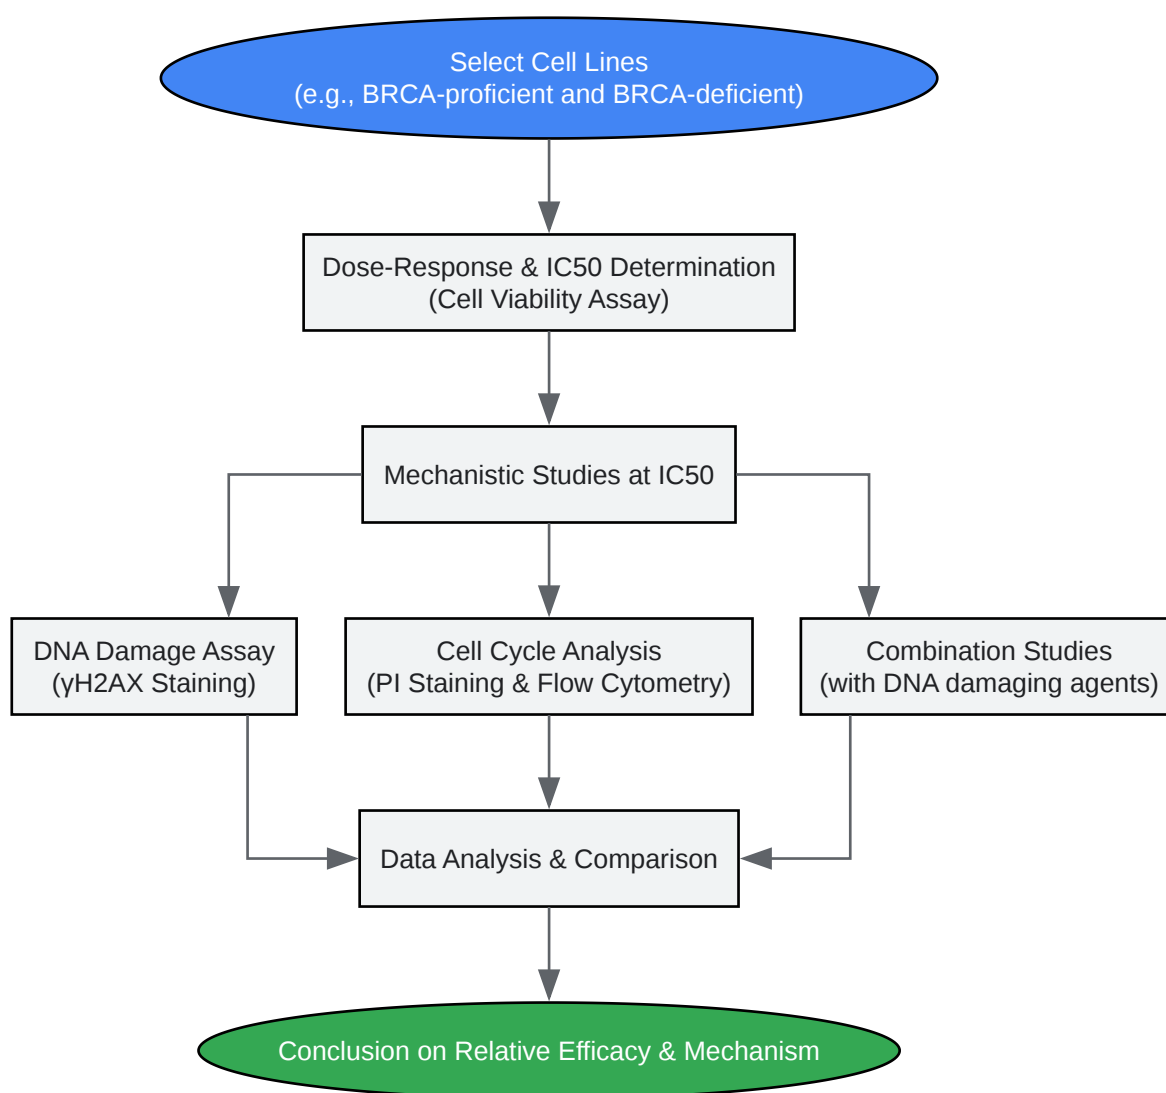 Select Cell Lines
(e.g., BRCA-proficient and BRCA-deficient)
Dose-Response & IC50 Determination
(Cell Viability Assay)
Mechanistic Studies at IC50
DNA Damage Assay
(γH2AX Staining)
Cell Cycle Analysis
(PI Staining & Flow Cytometry)
Combination Studies
(with DNA damaging agents)
Data Analysis & Comparison
Conclusion on Relative Efficacy & Mechanism